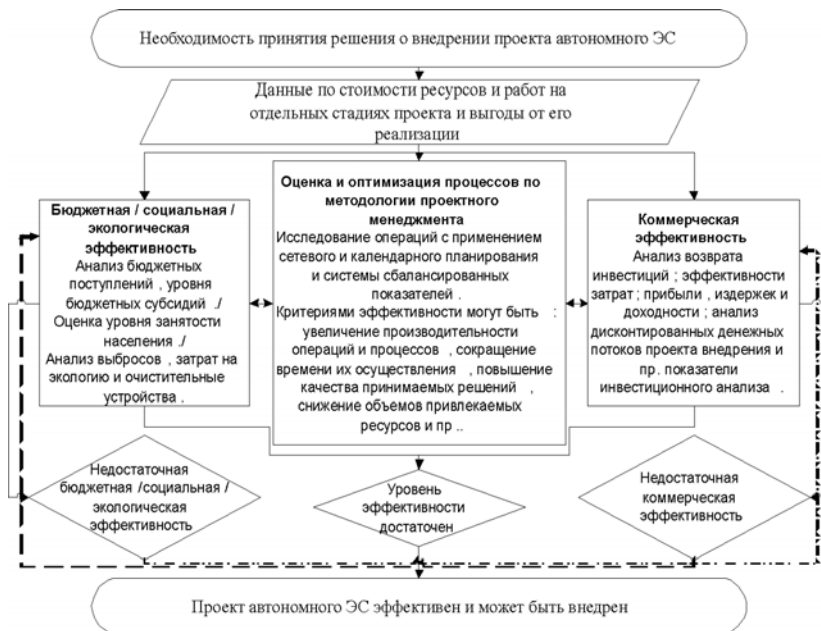 Необходимость принятия решения о внедрении проекта автономного ЭС
Данные по стоимости ресурсов и работ на
отдельных стадиях проекта и выгоды от его
реализации
Бюджетная / социальная /
экологическая
эффективность
Анализ бюджетных
поступлений , уровня
бюджетных субсидий ./
Оценка уровня занятости
населения ./
Анализ выбросов , затрат на
экологию и очистительные
устройства .
Оценка и оптимизация процессов по
методологии проектного
менеджмента
Исследование операций с применением
сетевого и календарного планирования
и системы сбалансированных
показателей .
Критериями эффективности могут быть :
увеличение производительности
операций и процессов , сокращение
времени их осуществления , повышение
качества принимаемых решений ,
снижение объемов привлекаемых
ресурсов и пр ..
Коммерческая
эффективность
Анализ возврата
инвестиций ; эффективности
затрат ; прибыли , издержек и
доходности ; анализ
дисконтированных денежных
потоков проекта внедрения и
пр . показатели
инвестиционного анализа .
Недостаточная
бюджетная /социальная /
экологическая
эффективность
Уровень
эффективности
достаточен
Недостаточная
коммерческая
эффективность
Проект автономного ЭС эффективен и может быть внедрен